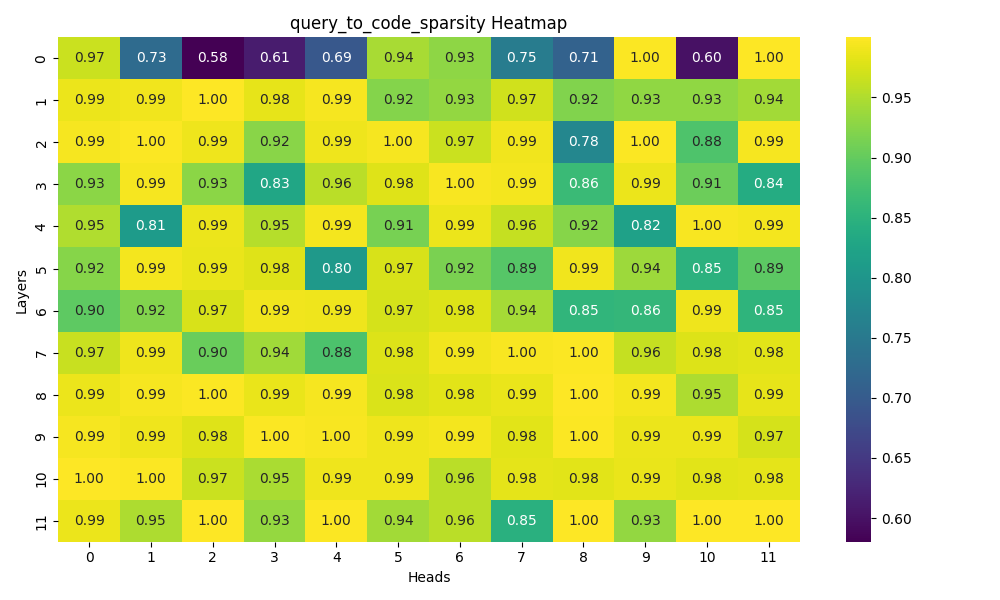 query_to_code_sparsity Heatmap
0 0.97 0.73 0.58 0.61 0.69 0.94 0.93 0.75 0.71 1.00 0.60 1.00
1 0.99 0.99 1.00 0.98 0.99 0.92 0.93 0.97 0.92 0.93 0.93 0.94
2 0.99 1.00 0.99 0.92 0.99 1.00 0.97 0.99 0.78 1.00 0.88 0.99
3 0.93 0.99 0.93 0.83 0.96 0.98 1.00 0.99 0.86 0.99 0.91 0.84
4 0.95 0.81 0.99 0.95 0.99 0.91 0.99 0.96 0.92 0.82 1.00 0.99
5 0.92 0.99 0.99 0.98 0.80 0.97 0.92 0.89 0.99 0.94 0.85 0.89
6 0.90 0.92 0.97 0.99 0.99 0.97 0.98 0.94 0.85 0.86 0.99 0.85
7 0.97 0.99 0.90 0.94 0.88 0.98 0.99 1.00 1.00 0.96 0.98 0.98
8 0.99 0.99 1.00 0.99 0.99 0.98 0.98 0.99 1.00 0.99 0.95 0.99
9 0.99 0.99 0.98 1.00 1.00 0.99 0.99 0.98 1.00 0.99 0.99 0.97
10 1.00 1.00 0.97 0.95 0.99 0.99 0.96 0.98 0.98 0.99 0.98 0.98
11 0.99 0.95 1.00 0.93 1.00 0.94 0.96 0.85 1.00 0.93 1.00 1.00
0 1 2 3 4 5 6 7 8 9 10 11
Heads
Layers
0.95
0.90
0.85
0.80
0.75
0.70
0.65
0.60